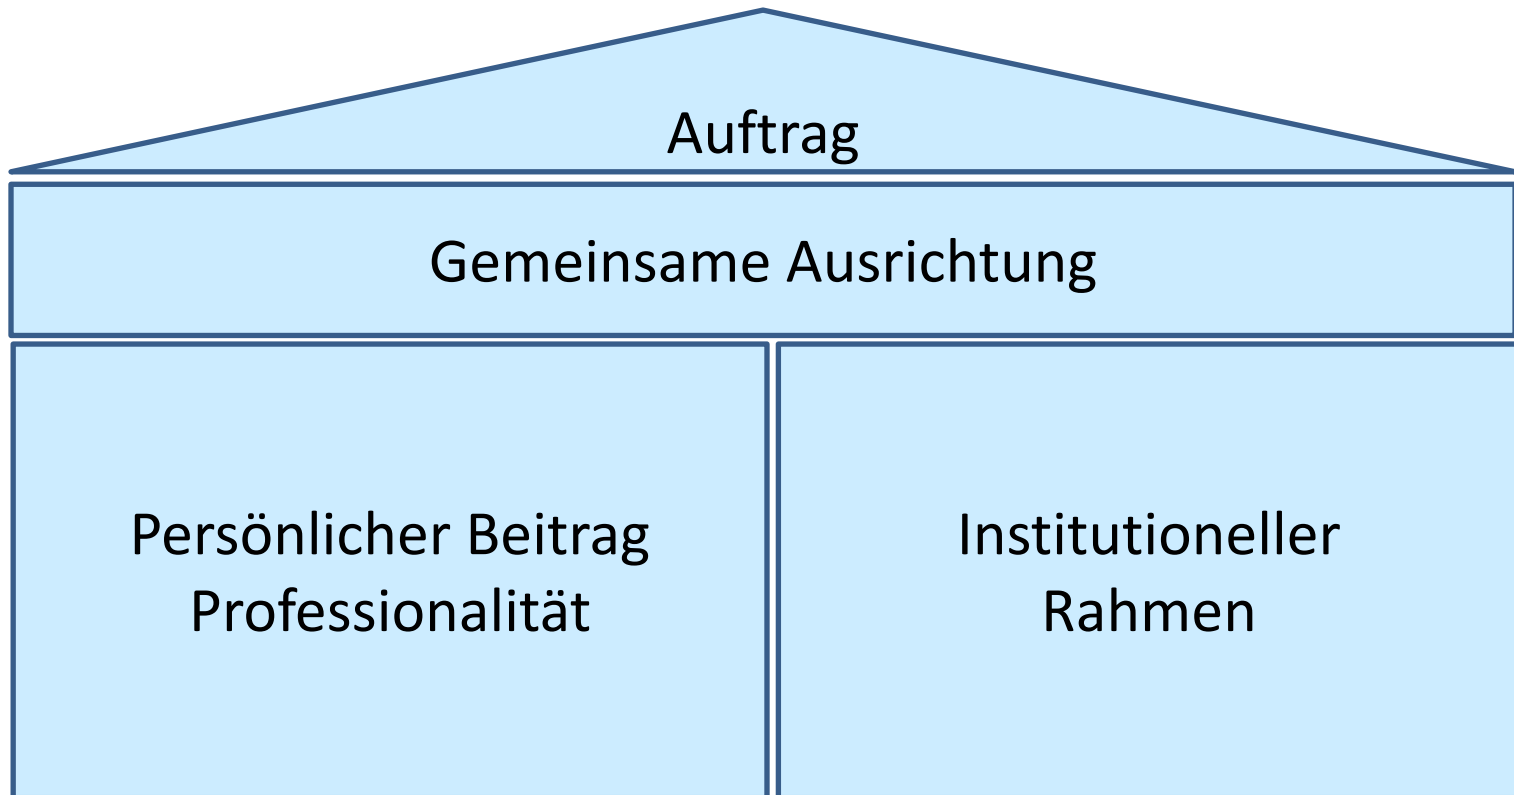 Auftrag
Gemeinsame Ausrichtung
Persönlicher Beitrag
Professionalität
Institutioneller
Rahmen